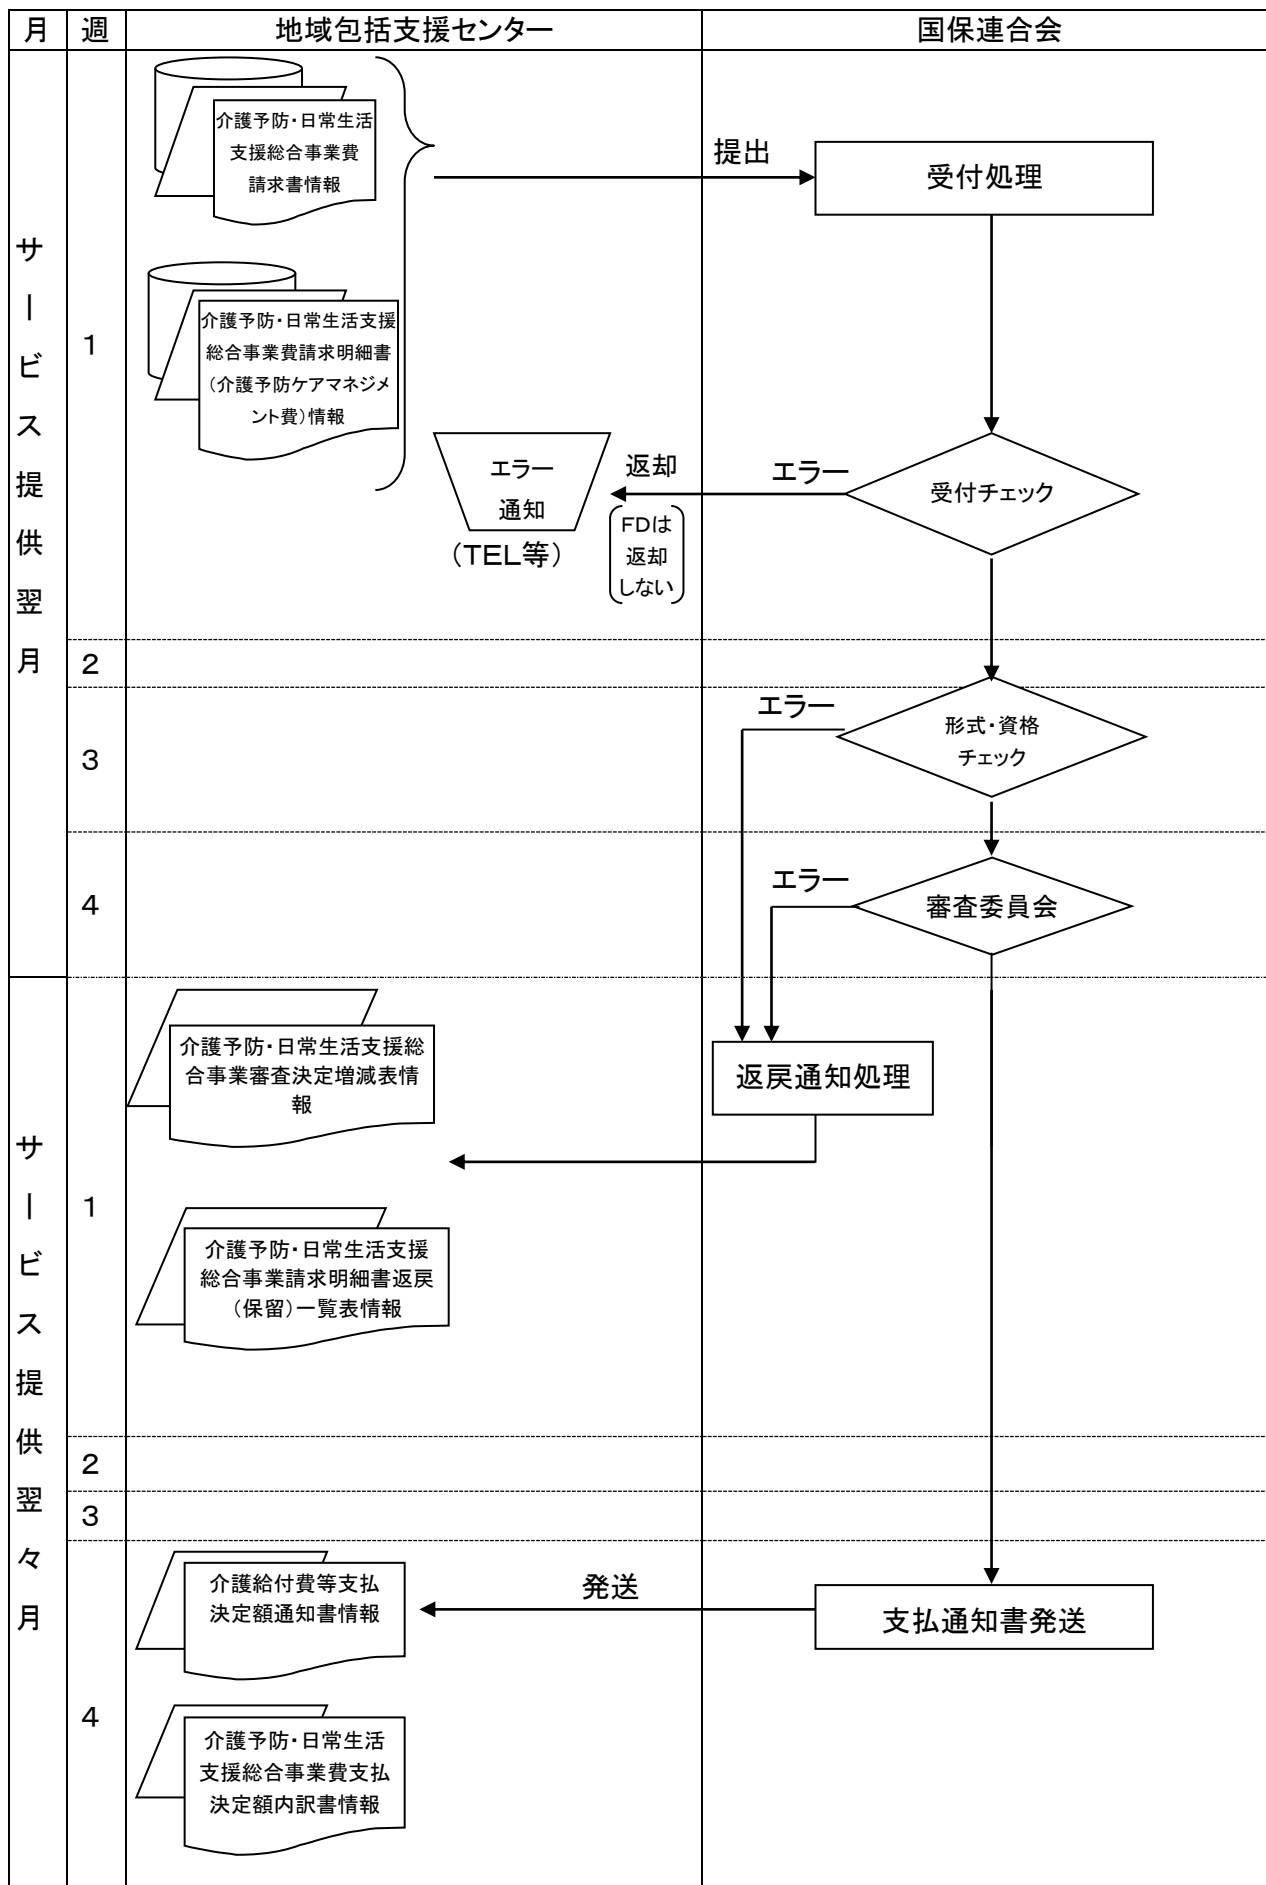 月 週 地域包括支援センター 国保連合会
サービス提供翌月
1
介護予防・日常生活
支援総合事業費
請求書情報
提出
受付処理
介護予防・日常生活支援
総合事業費請求明細書
（介護予防ケアマネジメ
ント費）情報
エラー
通知
（TEL等）
返却
FDは
返却
しない
エラー
受付チェック
2
3
エラー
形式・資格
チェック
4
エラー
審査委員会
サービス提供翌々月
1
介護予防・日常生活支援総
合事業審査決定増減表情
報
返戻通知処理
介護予防・日常生活支援
総合事業請求明細書返戻
（保留）一覧表情報
2
3
4
介護給付費等支払
決定額通知書情報
発送
支払通知書発送
介護予防・日常生活
支援総合事業費支払
決定額内訳書情報